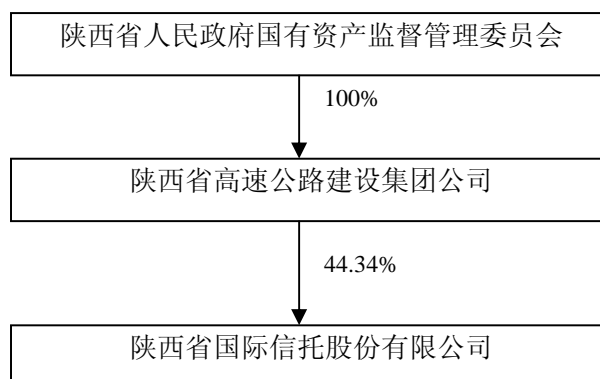 陕西省人民政府国有资产监督管理委员会
100%
陕西省高速公路建设集团公司
44.34%
陕西省国际信托股份有限公司